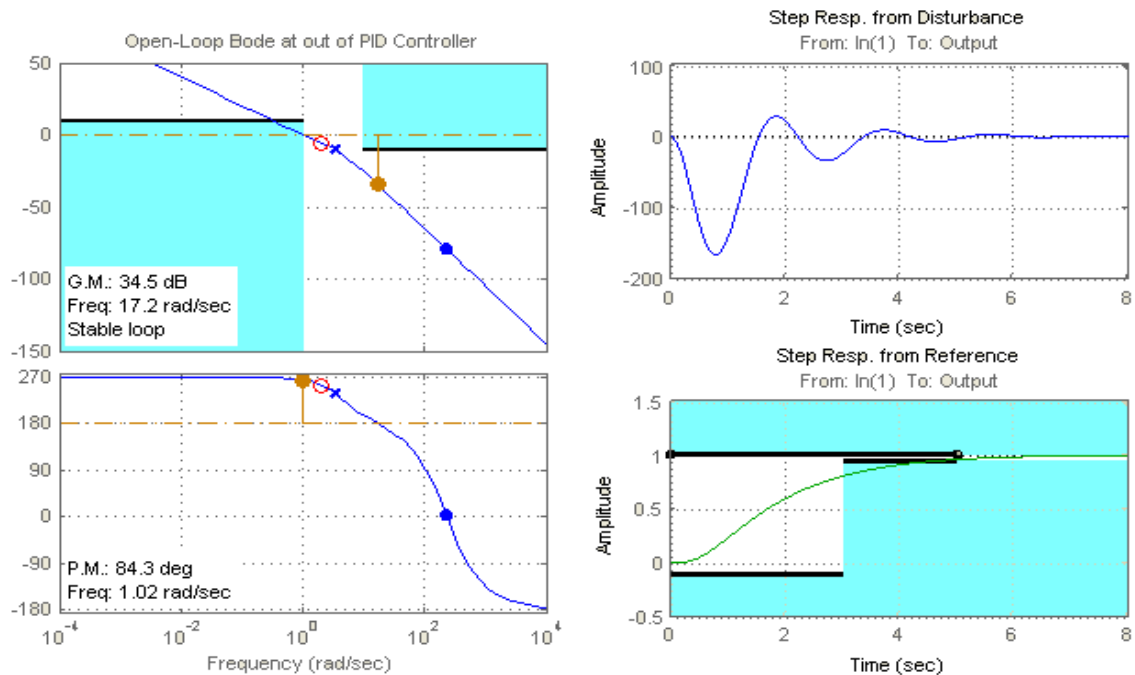 Open-Loop Bode at out of PID Controller
50
0
-50
-100
-150
G.M.: 34.5 dB
Freq: 17.2 rad/sec
Stable loop
270
180
90
0
-90
-180
P.M.: 84.3 deg
Freq: 1.02 rad/sec
10^-4
10^-2
10^0
10^2
10^4
Frequency (rad/sec)
Step Resp. from Disturbance
From: In(1) To: Output
100
0
-100
-200
Amplitude
0
2
4
6
8
Time (sec)
Step Resp. from Reference
From: In(1) To: Output
1.5
1
0.5
0
-0.5
Amplitude
0
2
4
6
8
Time (sec)